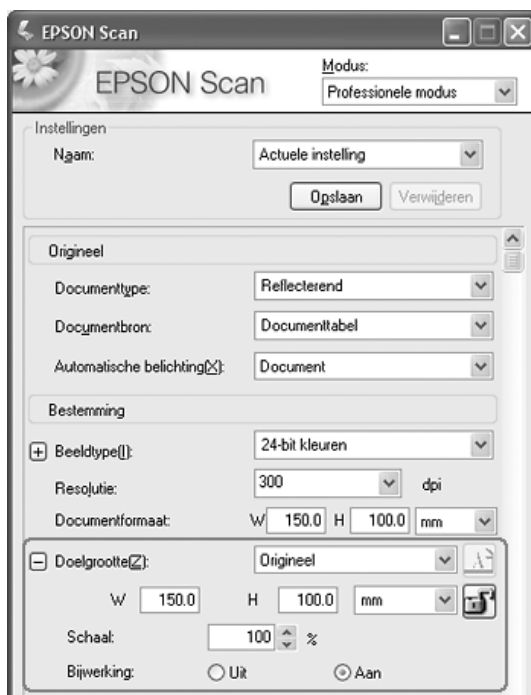 EPSON Scan
EPSON Scan
Modus:
Professionele modus
Instellingen
Naam: Actuele instelling
Opslaan Verwijderen
Origineel
Documenttype: Reflecterend
Documentbron: Documenttabel
Automatische belichting(X): Document
Bestemming
Beeldtype(I): 24-bit kleuren
Resolutie: 300 dpi
Documentformaat: W 150.0 H 100.0 mm
Doelgrootte(Z): Origineel
W 150.0 H 100.0 mm
Schaal: 100 %
Bijwerking: Uit Aan